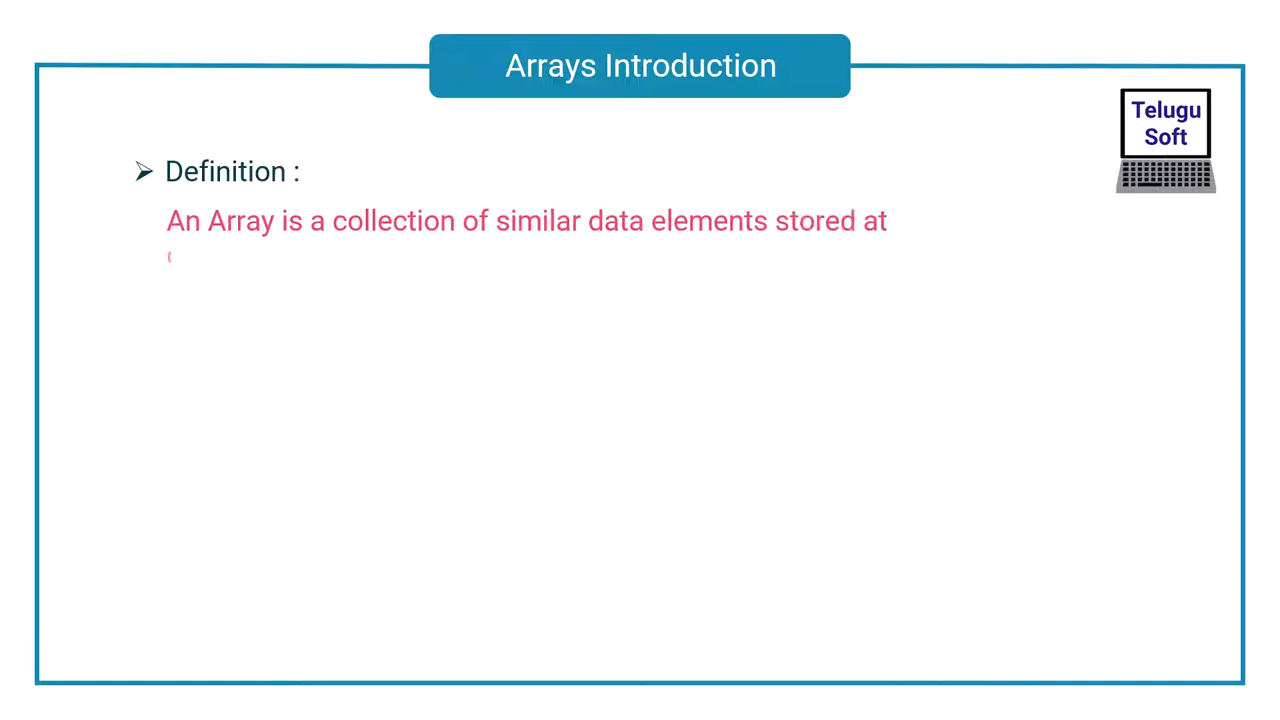 Arrays Introduction
Telugu
Soft
➢ Definition :
An Array is a collection of similar data elements stored at